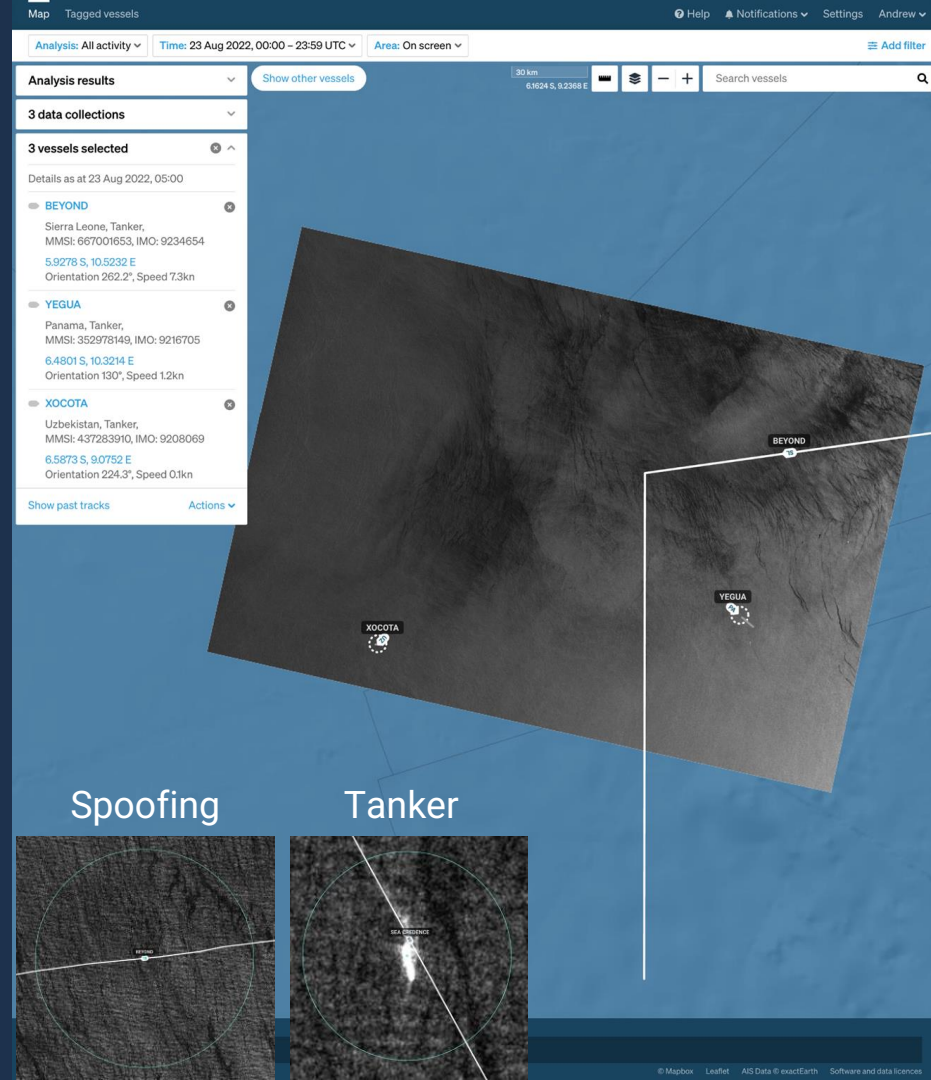 Map Tagged vessels
Help Notifications Settings Andrew
Analysis: All activity Time: 23 Aug 2022, 00:00 – 23:59 UTC Area: On screen Add filter
Analysis results
Show other vessels
30 km
6.1624 S, 9.2368 E
Search vessels
3 data collections
3 vessels selected
Details as at 23 Aug 2022, 05:00
BEYOND
Sierra Leone, Tanker,
MMSI: 667001653, IMO: 9234654
5.9278 S, 10.5232 E
Orientation 262.2°, Speed 7.3kn
YEGUA
Panama, Tanker,
MMSI: 352978149, IMO: 9216705
6.4801 S, 10.3214 E
Orientation 130°, Speed 1.2kn
XOCOTA
Uzbekistan, Tanker,
MMSI: 437283910, IMO: 9208069
6.5873 S, 9.0752 E
Orientation 224.3°, Speed 0.1kn
Show past tracks Actions
BEYOND
YEGUA
XOCOTA
Spoofing Tanker
BEYOND
SEA CREDENCE
© Mapbox Leaflet AIS Data © exactEarth Software and data licences